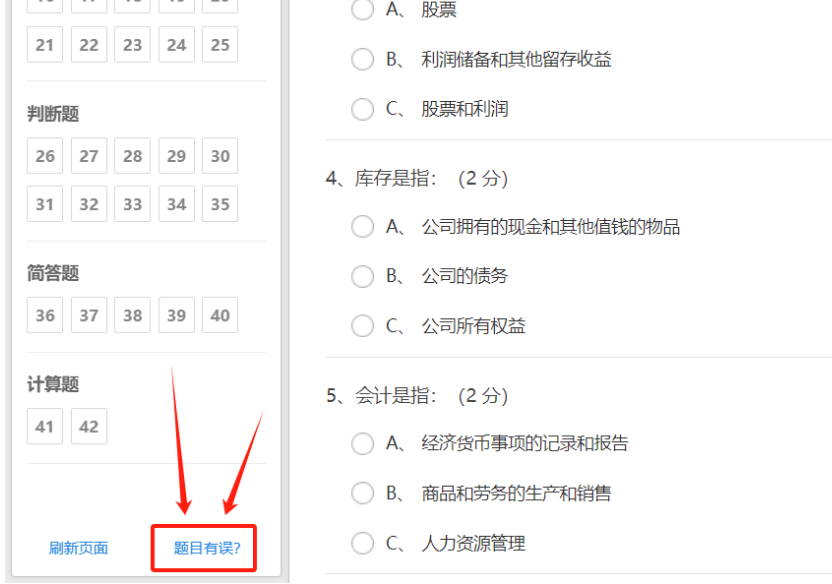 21 22 23 24 25
判断题
26 27 28 29 30
31 32 33 34 35
简答题
36 37 38 39 40
计算题
41 42
刷新页面 题目有误?
A、 股票
B、 利润储备和其他留存收益
C、 股票和利润
4、库存是指: (2 分)
A、 公司拥有的现金和其他值钱的物品
B、 公司的债务
C、 公司所有权益
5、会计是指: (2 分)
A、 经济货币事项的记录和报告
B、 商品和劳务的生产和销售
C、 人力资源管理